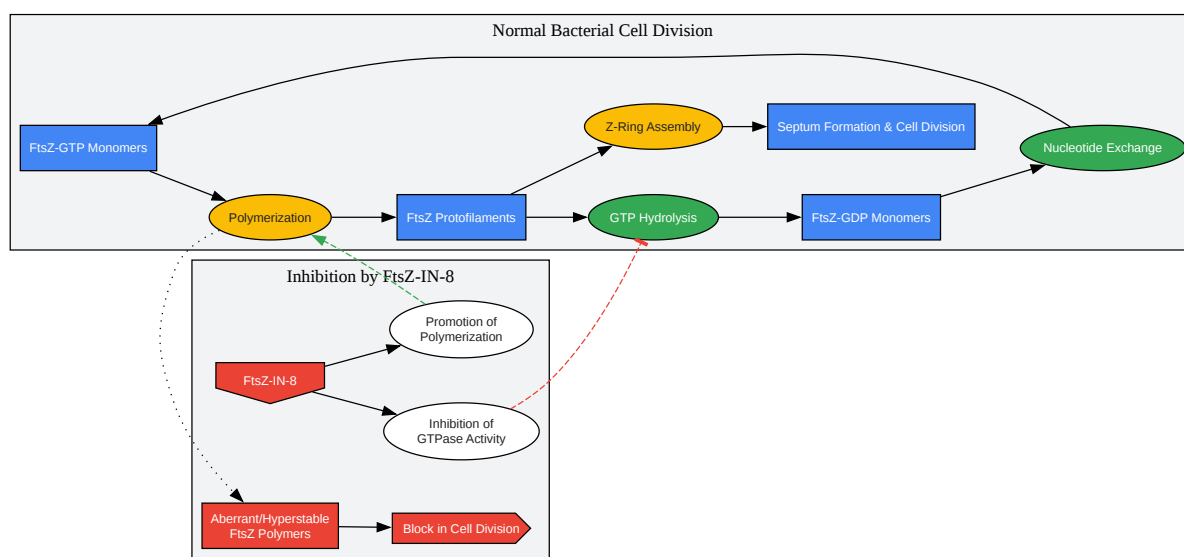 Normal Bacterial Cell Division
Z-Ring Assembly
Septum Formation & Cell Division
FtsZ-GTP Monomers
Nucleotide Exchange
Polymerization
FtsZ Protofilaments
GTP Hydrolysis
FtsZ-GDP Monomers
Inhibition by FtsZ-IN-8
Promotion of
Polymerization
FtsZ-IN-8
Inhibition of
GTPase Activity
Aberrant/Hyperstable
FtsZ Polymers
Block in Cell Division